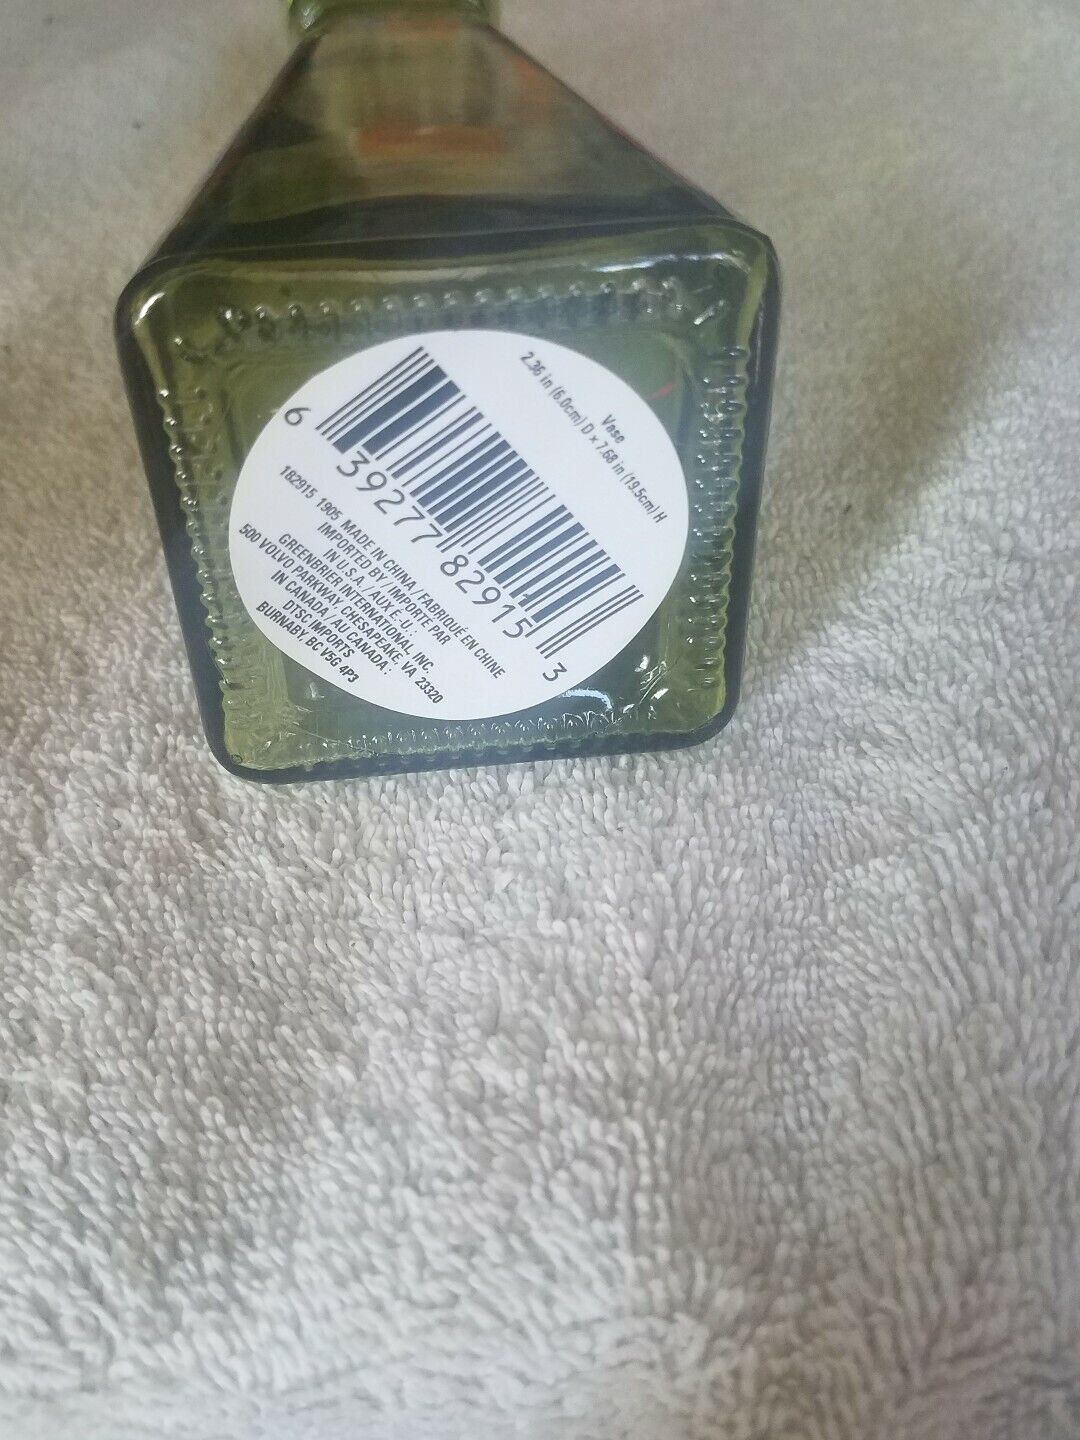 Vase
2.36 in (6.0cm) D x 7.68 in (19.5cm) H
6 39277 82915 3
182915 1905 MADE IN CHINA / FABRIQUÉ EN CHINE
IMPORTED BY / IMPORTÉ PAR
IN U.S.A. / AUX É-U.:
GREENBRIER INTERNATIONAL, INC.
500 VOLVO PARKWAY, CHESAPEAKE, VA 23320
IN CANADA / AU CANADA :
DTSC IMPORTS
BURNABY, BC V5G 4P3